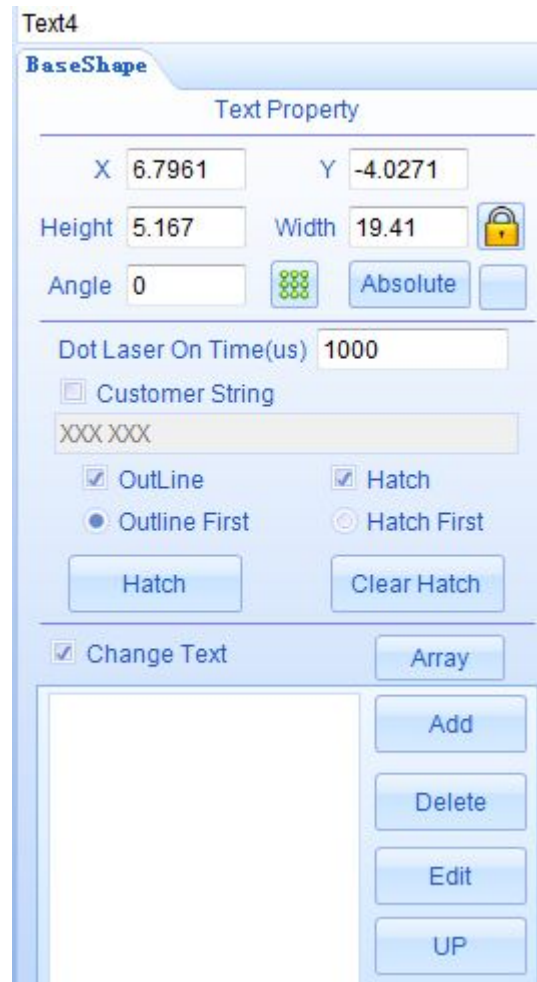 Text4
BaseShape
Text Property
X 6.7961 Y -4.0271
Height 5.167 Width 19.41
Angle 0 Absolute
Dot Laser On Time(us) 1000
Customer String
XXX XXX
OutLine Hatch
Outline First Hatch First
Hatch Clear Hatch
Change Text Array
Add
Delete
Edit
UP